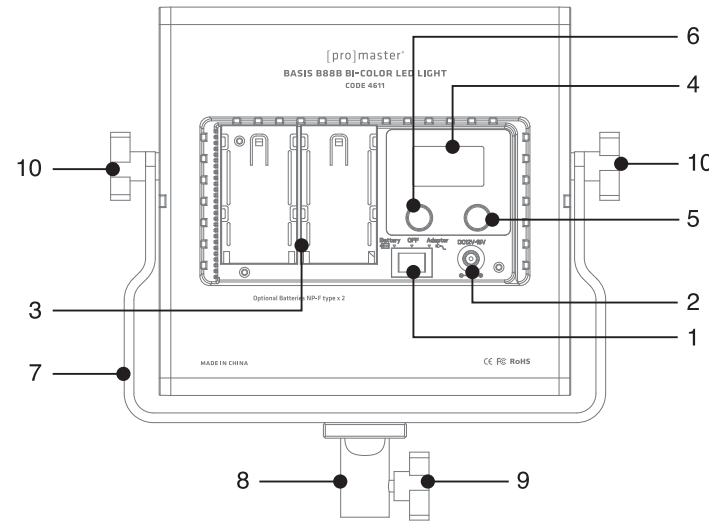 [pro]master
BASIS B88B BI-COLOR LED LIGHT
CODE 4611
6
4
10
10
5
Battery OFF Adapter DC12V-16V
3
2
Optional Batteries NP-F type x 2
1
7
MADE IN CHINA
CE FC RoHS
8
9